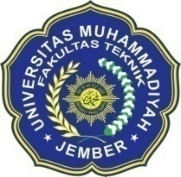 UNIVERSITAS MUHAMMADIYAH
FAKULTAS TEKNIK
JEMBER